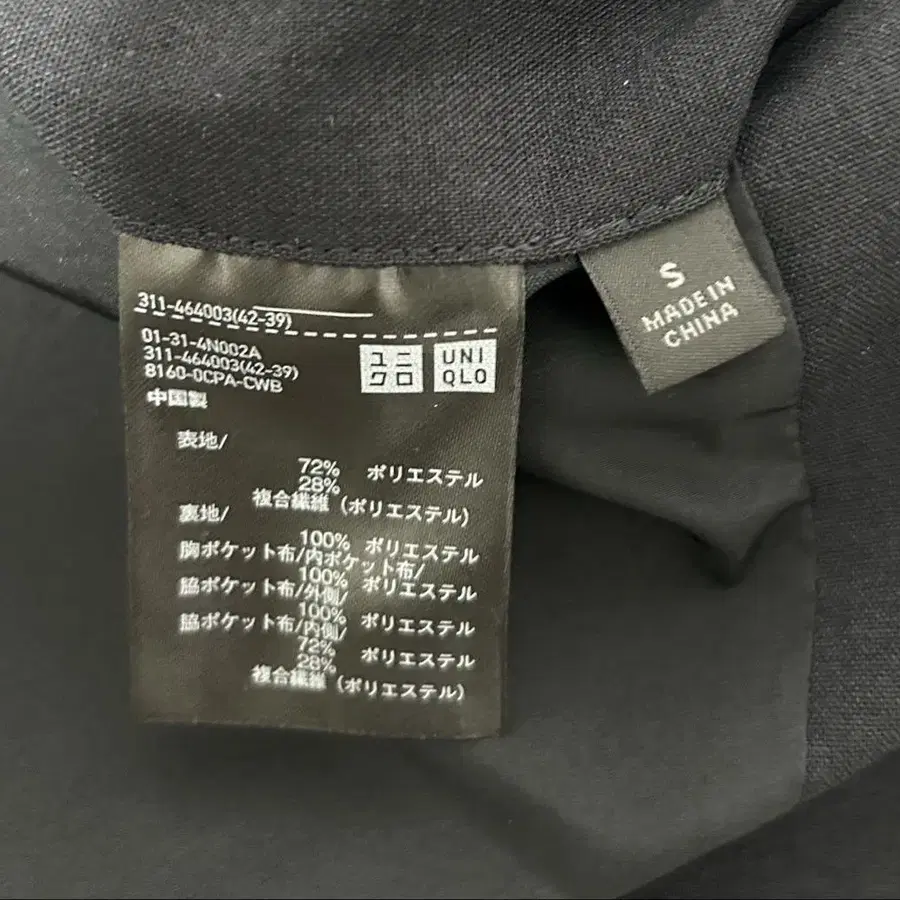 311-464003(42-39)
01-31-4N002A
311-464003(42-39)
8160-0CPA-CWB
中国製
ユニ
クロ
UNI
QLO
表地/
72% ポリエステル
28%
複合繊維 (ポリエステル)
裏地/
100% ポリエステル
胸ポケット布/内ポケット布/
100% ポリエステル
脇ポケット布/外側/
100% ポリエステル
脇ポケット布/内側/
72% ポリエステル
28%
複合繊維 (ポリエステル)
S
MADE IN
CHINA